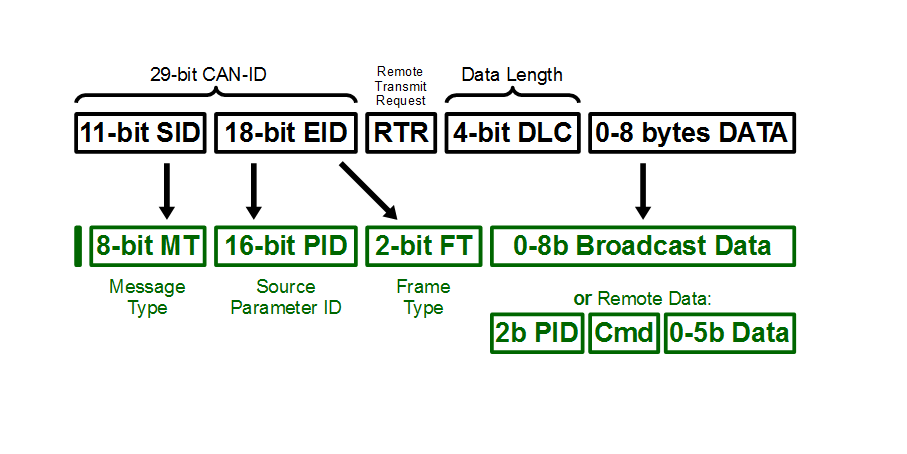 29-bit CAN-ID
Remote
Transmit
Request
Data Length
11-bit SID
18-bit EID
RTR
4-bit DLC
0-8 bytes DATA
8-bit MT
16-bit PID
2-bit FT
0-8b Broadcast Data
Message
Type
Source
Parameter ID
Frame
Type
or Remote Data:
2b PID
Cmd
0-5b Data